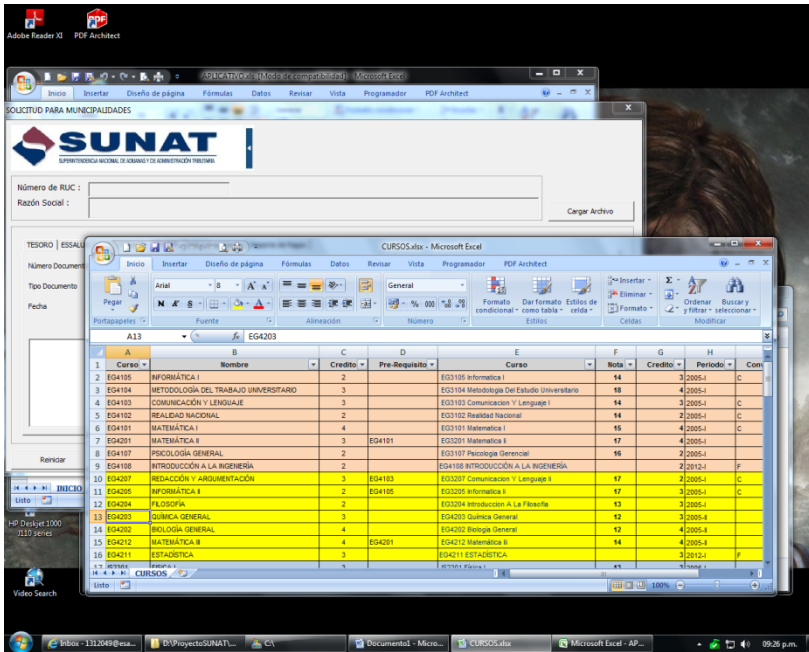 Adobe Reader XI PDF Architect
APLICATIVO.xls [Modo de compatibilidad] - Microsoft Excel
Inicio Insertar Diseño de página Fórmulas Datos Revisar Vista Programador PDF Architect
SOLICITUD PARA MUNICIPALIDADES
SUNAT
SUPERINTENDENCIA NACIONAL DE ADUANAS Y DE ADMINISTRACIÓN TRIBUTARIA
Número de RUC :
Razón Social :
Cargar Archivo
TESORO ESSALU
Número Document
Tipo Documento
Fecha
Reiniciar
INICIO
Listo
CURSOS.xlsx - Microsoft Excel
Inicio Insertar Diseño de página Fórmulas Datos Revisar Vista Programador PDF Architect
Pegar
Arial 8
N K S
General
% 000
Formato condicional Dar formato como tabla Estilos de celda
Insertar
Eliminar
Formato
Ordenar y filtrar Buscar y seleccionar
Portapapeles Fuente Alineación Número Estilos Celdas Modificar
A13 fx EG4203
A B C D E F G H
1 Curso Nombre Credito Pre-Requisito Curso Nota Credito Periodo Con
2 EG4105 INFORMÁTICA I 2 EG3105 Informatica I 14 3 2005-I C
3 EG4104 METODOLOGÍA DEL TRABAJO UNIVERSITARIO 3 EG3104 Metodologia Del Estudio Universitario 18 4 2005-I C
4 EG4103 COMUNICACIÓN Y LENGUAJE 3 EG3103 Comunicacion Y Lenguaje I 14 3 2005-I C
5 EG4102 REALIDAD NACIONAL 2 EG3102 Realidad Nacional 14 2 2005-I C
6 EG4101 MATEMÁTICA I 4 EG3101 Matematica I 15 4 2005-I C
7 EG4201 MATEMÁTICA II 3 EG4101 EG3201 Matematica Ii 17 4 2005-II
8 EG4107 PSICOLOGÍA GENERAL 2 EG3107 Psicologia Gerencial 16 2 2005-I C
9 EG4108 INTRODUCCIÓN A LA INGENIERÍA 2 EG4108 INTRODUCCIÓN A LA INGENIERÍA 2 2012-I F
10 EG4207 REDACCIÓN Y ARGUMENTACIÓN 3 EG4103 EG3207 Comunicacion Y Lenguaje Ii 17 2 2005-I C
11 EG4205 INFORMÁTICA II 2 EG4105 EG3205 Informatica Ii 17 3 2005-I C
12 EG4204 FILOSOFÍA 2 EG3204 Introduccion A La Filosofia 13 3 2005-I
13 EG4203 QUÍMICA GENERAL 3 EG4203 Química General 12 3 2005-II
14 EG4202 BIOLOGÍA GENERAL 4 EG4202 Biología General 12 4 2005-II
15 EG4212 MATEMÁTICA III 4 EG4201 EG4212 Matemática III 14 4 2005-II
16 EG4211 ESTADÍSTICA 3 EG4211 ESTADÍSTICA 3 2012-I F
CURSOS
Listo 100%
HP Deskjet 1000
J110 series
Video Search
Inbox - 1312049@esa... D:\ProyectoSUNAT\... C:\ Documento1 - Micro... CURSOS.xlsx Microsoft Excel - AP... 09:26 p.m.